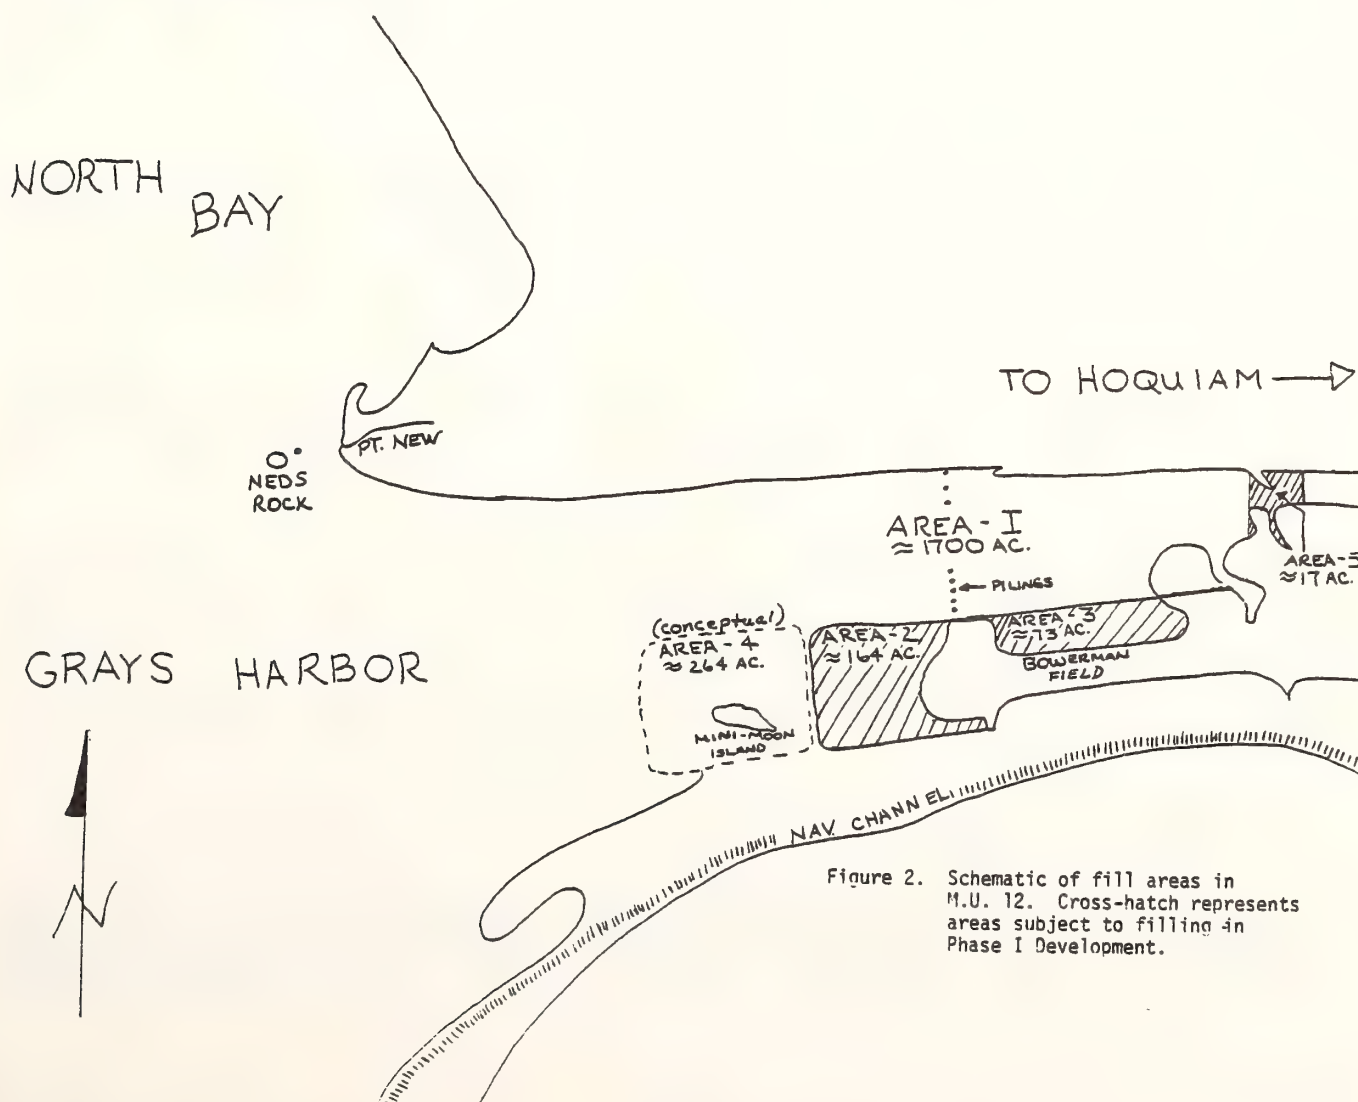 NORTH
BAY
TO HOQUIAM
PT. NEW
NEDS
ROCK
AREA - I
≈ 1700 AC.
PILINGS
AREA-5
≈ 17 AC.
(conceptual)
AREA - 4
≈ 264 AC.
MINI-MOON
ISLAND
AREA-2
≈ 164 AC.
AREA-3
≈ 73 AC.
BOWERMAN
FIELD
GRAYS HARBOR
N
NAV. CHANNEL
Figure 2. Schematic of fill areas in
M.U. 12. Cross-hatch represents
areas subject to filling in
Phase I Development.